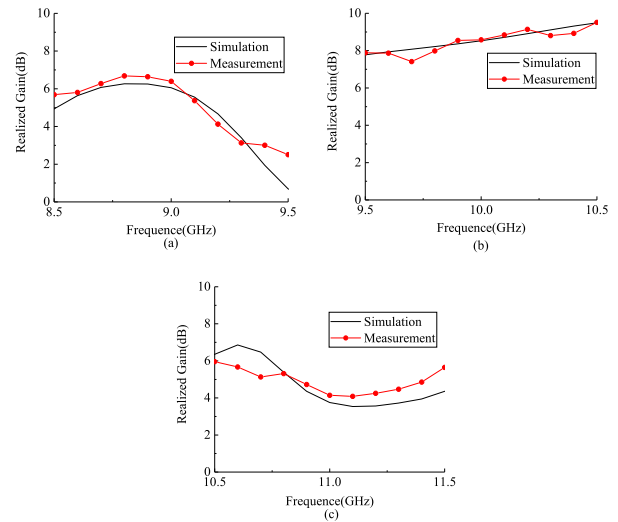 10
8
6
4
2
0
Realized Gain(dB)
Simulation
Measurement
8.5 9.0 9.5
Frequence(GHz)
(a)
10
8
6
4
2
0
Realized Gain(dB)
Simulation
Measurement
9.5 10.0 10.5
Frequence(GHz)
(b)
10
8
6
4
2
0
Realized Gain(dB)
Simulation
Measurement
10.5 11.0 11.5
Frequence(GHz)
(c)